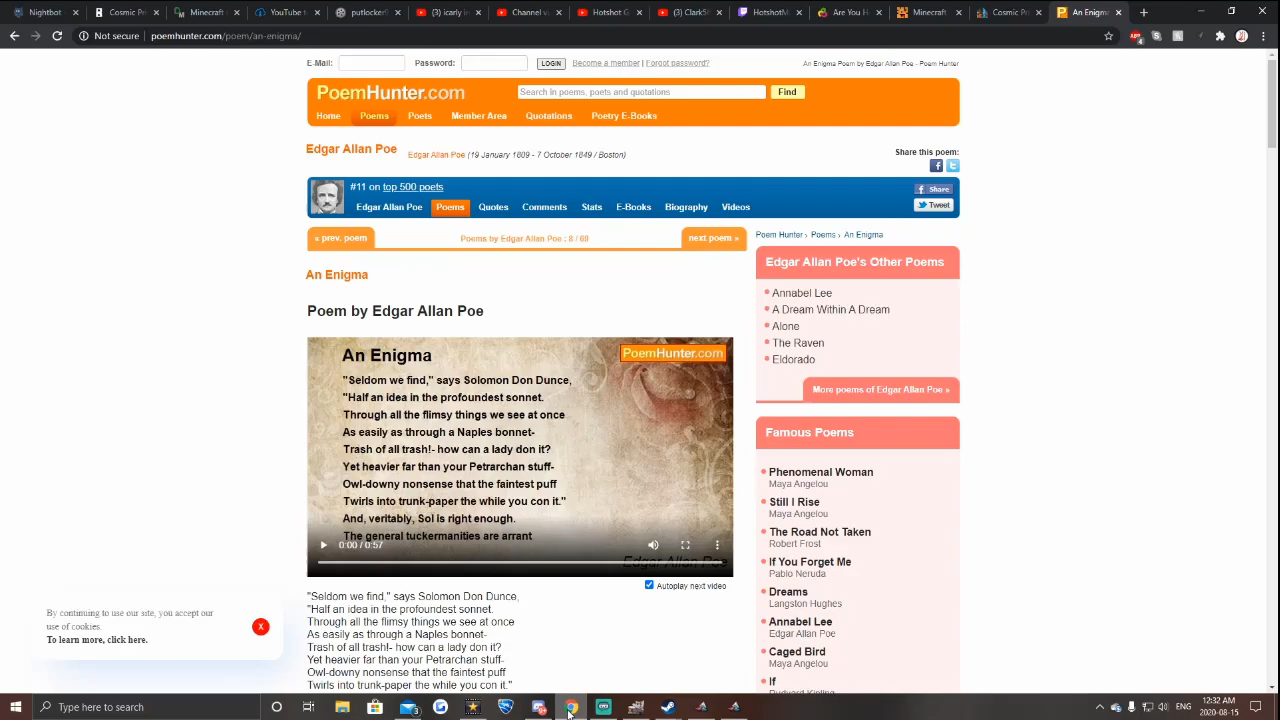 Nightbot
Cosmic Pe
Minecraft
YouTube
putlocker
(3) icarly in
Channel v
Hotshot G
(3) Clark5
HotshotM
Are You H
Minecraft
Cosmic Pr
An Enigma
Not secure
poemhunter.com/poem/an-enigma/
E-Mail:
Password:
LOGIN
Become a member | Forgot password?
An Enigma Poem by Edgar Allan Poe - Poem Hunter
PoemHunter.com
Search in poems, poets and quotations
Find
Home
Poems
Poets
Member Area
Quotations
Poetry E-Books
Edgar Allan Poe
Edgar Allan Poe (19 January 1809 - 7 October 1849 / Boston)
Share this poem:
#11 on top 500 poets
Share
Tweet
Edgar Allan Poe
Poems
Quotes
Comments
Stats
E-Books
Biography
Videos
« prev. poem
Poems by Edgar Allan Poe : 8 / 69
next poem »
Poem Hunter › Poems › An Enigma
An Enigma
Poem by Edgar Allan Poe
An Enigma
PoemHunter.com
"Seldom we find," says Solomon Don Dunce,
"Half an idea in the profoundest sonnet.
Through all the flimsy things we see at once
As easily as through a Naples bonnet-
Trash of all trash!- how can a lady don it?
Yet heavier far than your Petrarchan stuff-
Owl-downy nonsense that the faintest puff
Twirls into trunk-paper the while you con it."
And, veritably, Sol is right enough.
The general tuckermanities are arrant
0:00 / 0:57
Edgar Allan Poe
Autoplay next video
"Seldom we find," says Solomon Don Dunce,
"Half an idea in the profoundest sonnet.
Through all the flimsy things we see at once
As easily as through a Naples bonnet-
Trash of all trash!- how can a lady don it?
Yet heavier far than your Petrarchan stuff-
Owl-downy nonsense that the faintest puff
Twirls into trunk-paper the while you con it."
Edgar Allan Poe's Other Poems
Annabel Lee
A Dream Within A Dream
Alone
The Raven
Eldorado
More poems of Edgar Allan Poe »
Famous Poems
Phenomenal Woman
Maya Angelou
Still I Rise
Maya Angelou
The Road Not Taken
Robert Frost
If You Forget Me
Pablo Neruda
Dreams
Langston Hughes
Annabel Lee
Edgar Allan Poe
Caged Bird
Maya Angelou
If
Rudyard Kipling
By continuing to use our site, you accept our
use of cookies.
To learn more, click here.
X
Type here to search
12:32 AM
2020-08-15